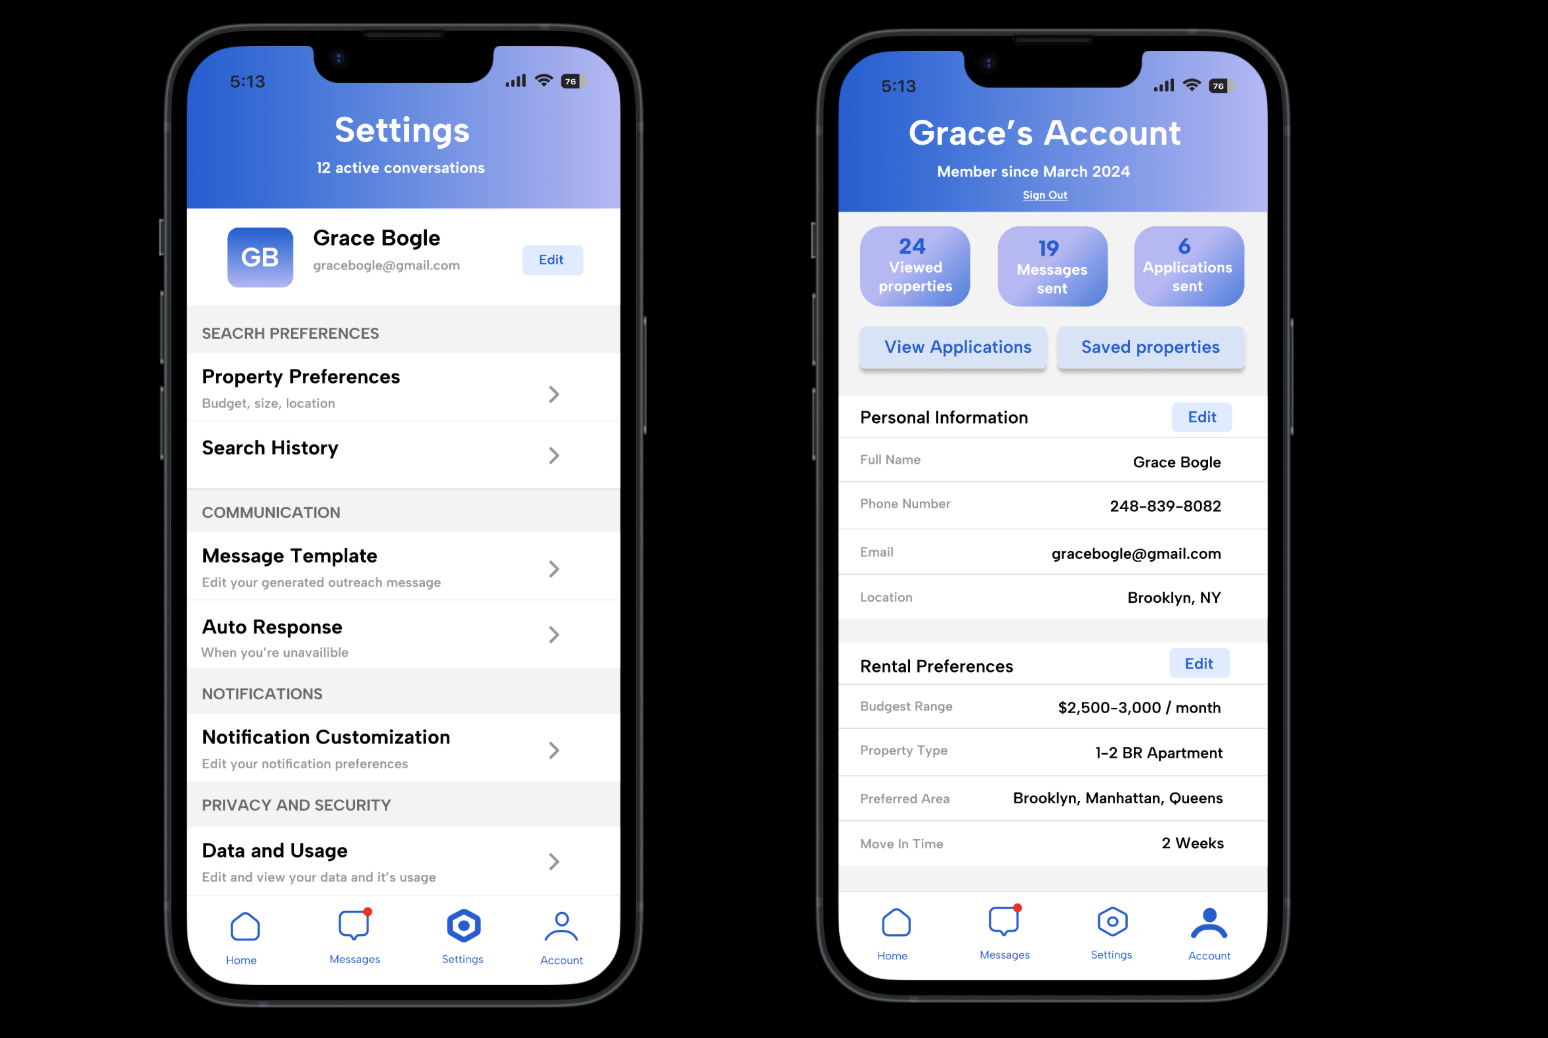 5:13
76
Settings
12 active conversations
GB
Grace Bogle
gracebogle@gmail.com
Edit
SEACRH PREFERENCES
Property Preferences
Budget, size, location
Search History
COMMUNICATION
Message Template
Edit your generated outreach message
Auto Response
When you're unavailible
NOTIFICATIONS
Notification Customization
Edit your notification preferences
PRIVACY AND SECURITY
Data and Usage
Edit and view your data and it's usage
Home
Messages
Settings
Account
5:13
76
Grace's Account
Member since March 2024
Sign Out
24
Viewed
properties
19
Messages
sent
6
Applications
sent
View Applications
Saved properties
Personal Information
Edit
Full Name
Grace Bogle
Phone Number
248-839-8082
Email
gracebogle@gmail.com
Location
Brooklyn, NY
Rental Preferences
Edit
Budgest Range
$2,500-3,000 / month
Property Type
1-2 BR Apartment
Preferred Area
Brooklyn, Manhattan, Queens
Move In Time
2 Weeks
Home
Messages
Settings
Account